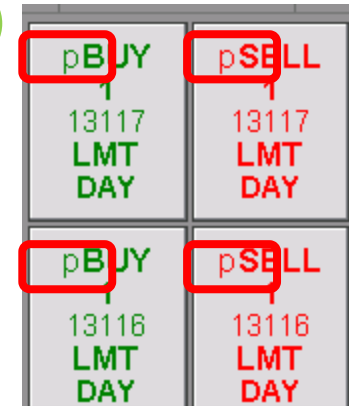 pBUY pSELL
1 1
13117 13117
LMT LMT
DAY DAY
pBUY pSELL
1 1
13116 13116
LMT LMT
DAY DAY